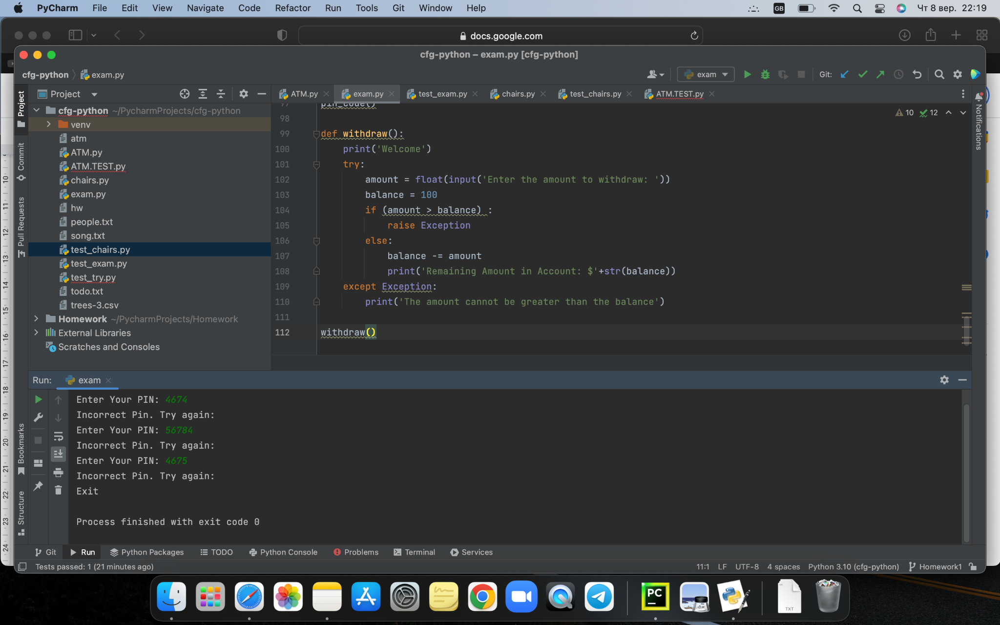 PyCharm File Edit View Navigate Code Refactor Run Tools Git Window Help GB Чт 8 вер. 22:19
docs.google.com
cfg-python – exam.py [cfg-python]
cfg-python exam.py exam Git:
Project ATM.py exam.py test_exam.py chairs.py test_chairs.py ATM.TEST.py
cfg-python ~/PycharmProjects/cfg-python
venv
atm
ATM.py
ATM.TEST.py
chairs.py
exam.py
hw
people.txt
song.txt
test_chairs.py
test_exam.py
test_try.py
todo.txt
trees-3.csv
Homework ~/PycharmProjects/Homework
External Libraries
Scratches and Consoles
Project
Commit
Pull Requests
Bookmarks
Structure
Notifications
10 12
97 pin_code()
98
99 def withdraw():
100 print('Welcome')
101 try:
102 amount = float(input('Enter the amount to withdraw: '))
103 balance = 100
104 if (amount > balance) :
105 raise Exception
106 else:
107 balance -= amount
108 print('Remaining Amount in Account: $'+str(balance))
109 except Exception:
110 print('The amount cannot be greater than the balance')
111
112 withdraw()
Run: exam
Enter Your PIN: 4674
Incorrect Pin. Try again:
Enter Your PIN: 56784
Incorrect Pin. Try again:
Enter Your PIN: 4675
Incorrect Pin. Try again:
Exit
Process finished with exit code 0
Git Run Python Packages TODO Python Console Problems Terminal Services
Tests passed: 1 (21 minutes ago) 11:1 LF UTF-8 4 spaces Python 3.10 (cfg-python) Homework1
10
11
12
13
14
15
16
17
18
19
20
21
22
23
24
PC
TXT